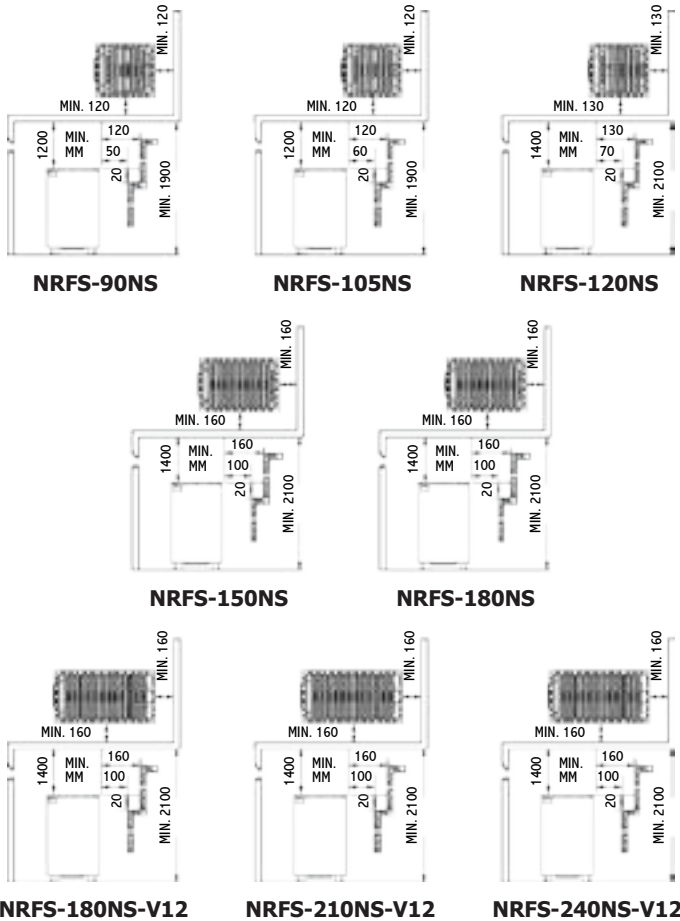 MIN. 120
MIN. 120
1200
MIN.
MM
120
50
20
MIN. 1900
NRFS-90NS
MIN. 120
MIN. 120
1200
MIN.
MM
120
60
20
MIN. 1900
NRFS-105NS
MIN. 130
MIN. 130
1400
MIN.
MM
130
70
20
MIN. 2100
NRFS-120NS
MIN. 160
MIN. 160
1400
MIN.
MM
160
100
20
MIN. 2100
NRFS-150NS
MIN. 160
MIN. 160
1400
MIN.
MM
160
100
20
MIN. 2100
NRFS-180NS
MIN. 160
MIN. 160
1400
MIN.
MM
160
100
20
MIN. 2100
NRFS-180NS-V12
MIN. 160
MIN. 160
1400
MIN.
MM
160
100
20
MIN. 2100
NRFS-210NS-V12
MIN. 160
MIN. 160
1400
MIN.
MM
160
100
20
MIN. 2100
NRFS-240NS-V12